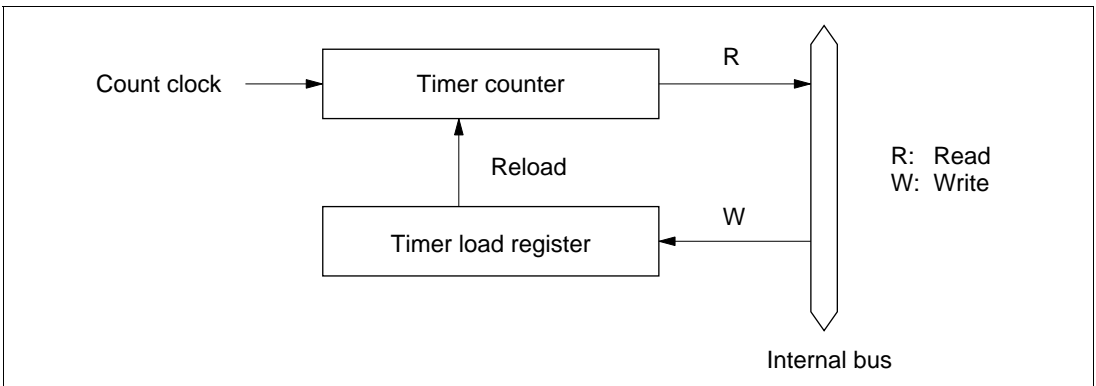 R
Count clock
Timer counter
Reload
R: Read
W: Write
W
Timer load register
Internal bus